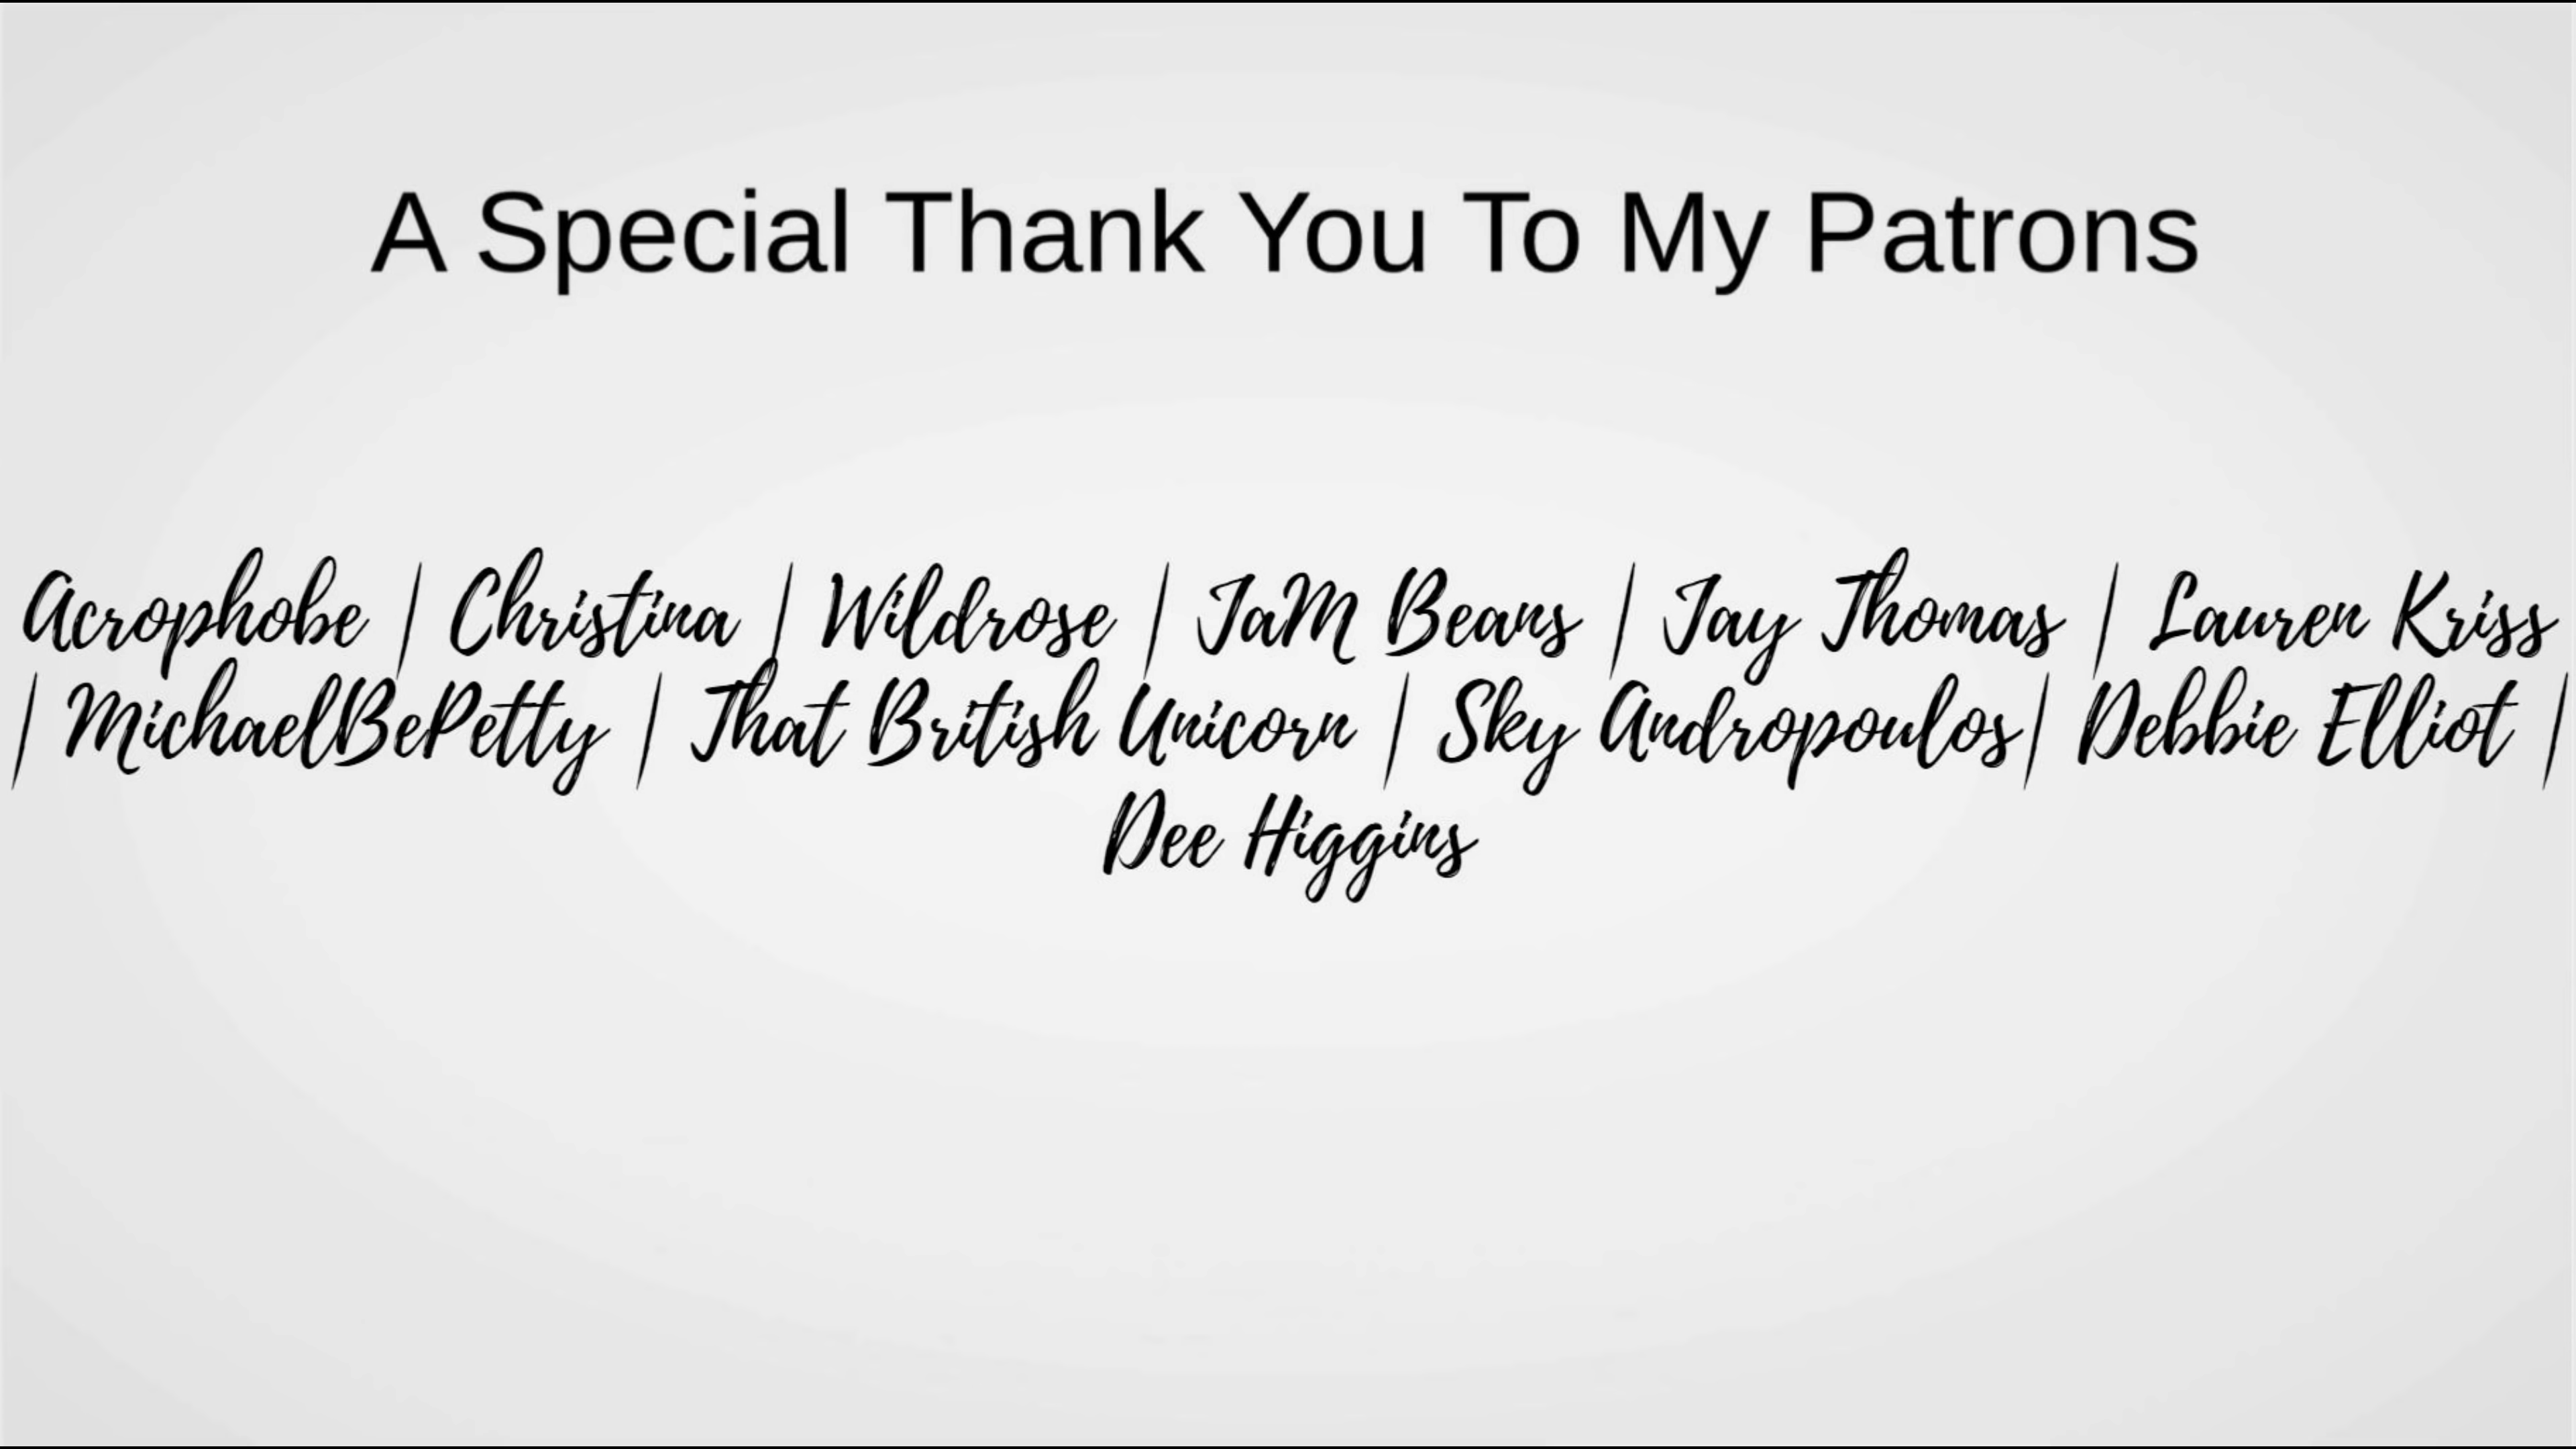 A Special Thank You To My Patrons
Acrophobe | Christina | Wildrose | JaM Beans | Jay Thomas | Lauren Kriss
| MichaelBePetty | That British Unicorn | Sky Andropoulos| Debbie Elliot |
Dee Higgins